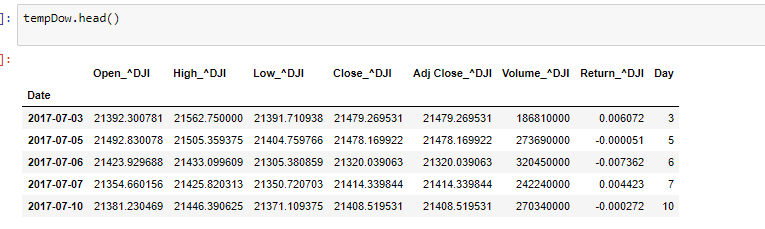 ]: tempDow.head()
]:
Open_^DJI High_^DJI Low_^DJI Close_^DJI Adj Close_^DJI Volume_^DJI Return_^DJI Day
Date
2017-07-03 21392.300781 21562.750000 21391.710938 21479.269531 21479.269531 186810000 0.006072 3
2017-07-05 21492.830078 21505.359375 21404.759766 21478.169922 21478.169922 273690000 -0.000051 5
2017-07-06 21423.929688 21433.099609 21305.380859 21320.039063 21320.039063 320450000 -0.007362 6
2017-07-07 21354.660156 21425.820313 21350.720703 21414.339844 21414.339844 242240000 0.004423 7
2017-07-10 21381.230469 21446.390625 21371.109375 21408.519531 21408.519531 270340000 -0.000272 10